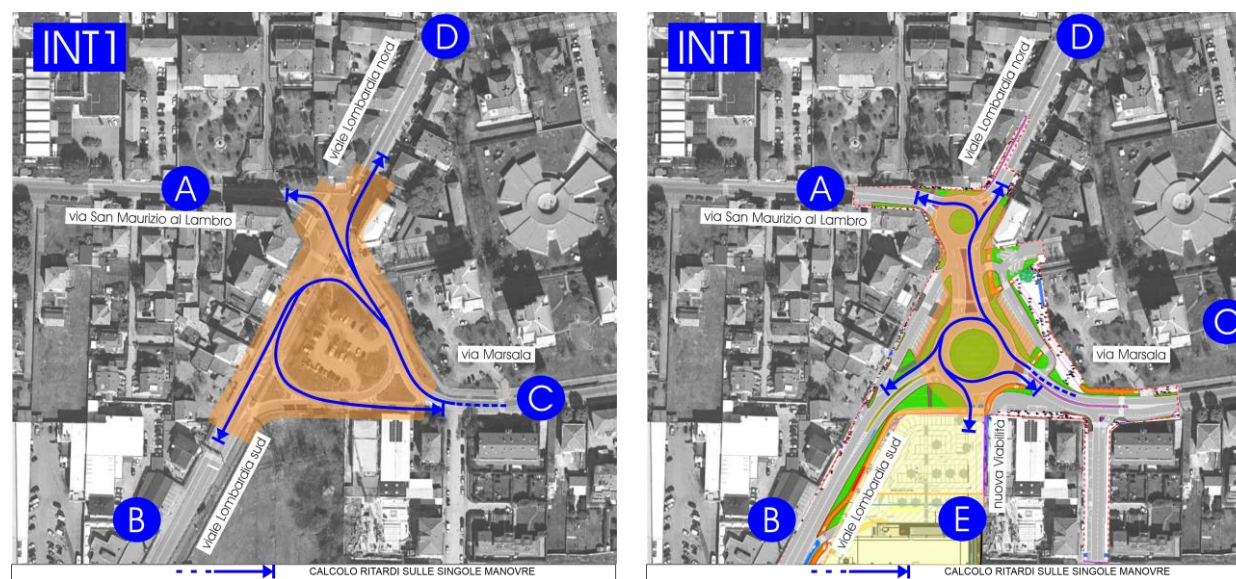 INT1
D
viale Lombardia nord
A
via San Maurizio al Lambro
via Marsala
C
B
viale Lombardia sud
CALCOLO RITARDI SULLE SINGOLE MANOVRE
INT1
D
viale Lombardia nord
A
via San Maurizio al Lambro
C
via Marsala
nuova Viabilità
viale Lombardia sud
B
E
CALCOLO RITARDI SULLE SINGOLE MANOVRE